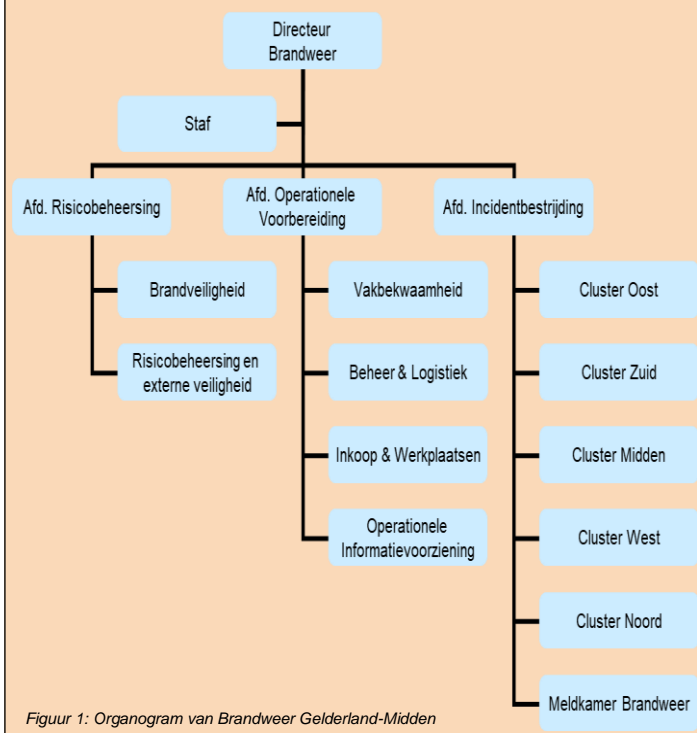 Directeur
Brandweer
Staf
Afd. Risicobeheersing
Afd. Operationele
Voorbereiding
Afd. Incidentbestrijding
Brandveiligheid
Risicobeheersing en
externe veiligheid
Vakbekwaamheid
Beheer & Logistiek
Inkoop & Werkplaatsen
Operationele
Informatievoorziening
Cluster Oost
Cluster Zuid
Cluster Midden
Cluster West
Cluster Noord
Meldkamer Brandweer
Figuur 1: Organogram van Brandweer Gelderland-Midden